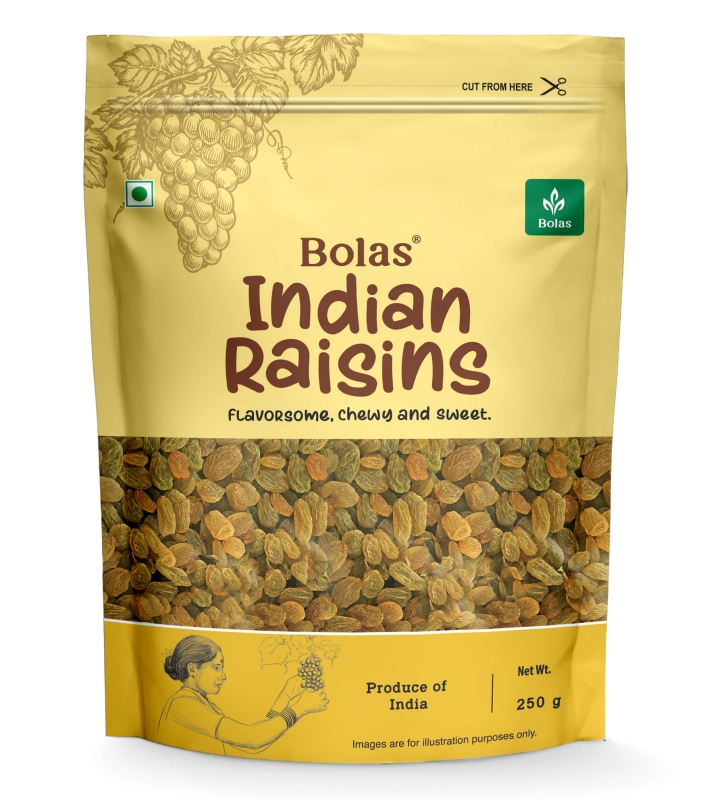 CUT FROM HERE
Bolas
Bolas®
Indian
Raisins
Flavorsome, chewy and sweet.
Produce of
India
Net Wt.
250 g
Images are for illustration purposes only.